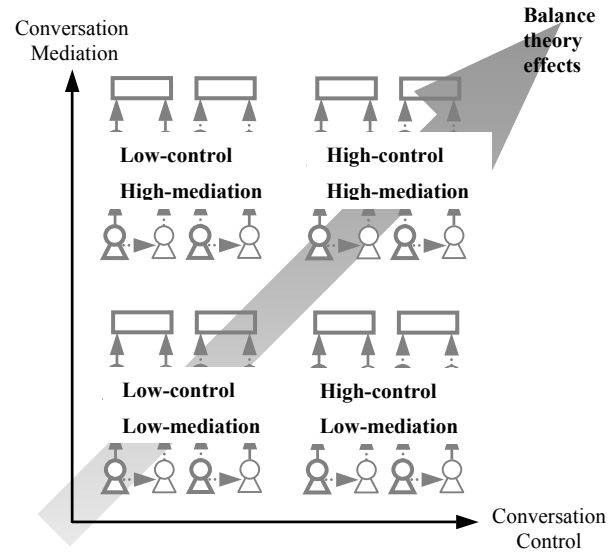 Conversation
Mediation
Balance
theory
effects
Low-control
High-mediation
High-control
High-mediation
Low-control
Low-mediation
High-control
Low-mediation
Conversation
Control